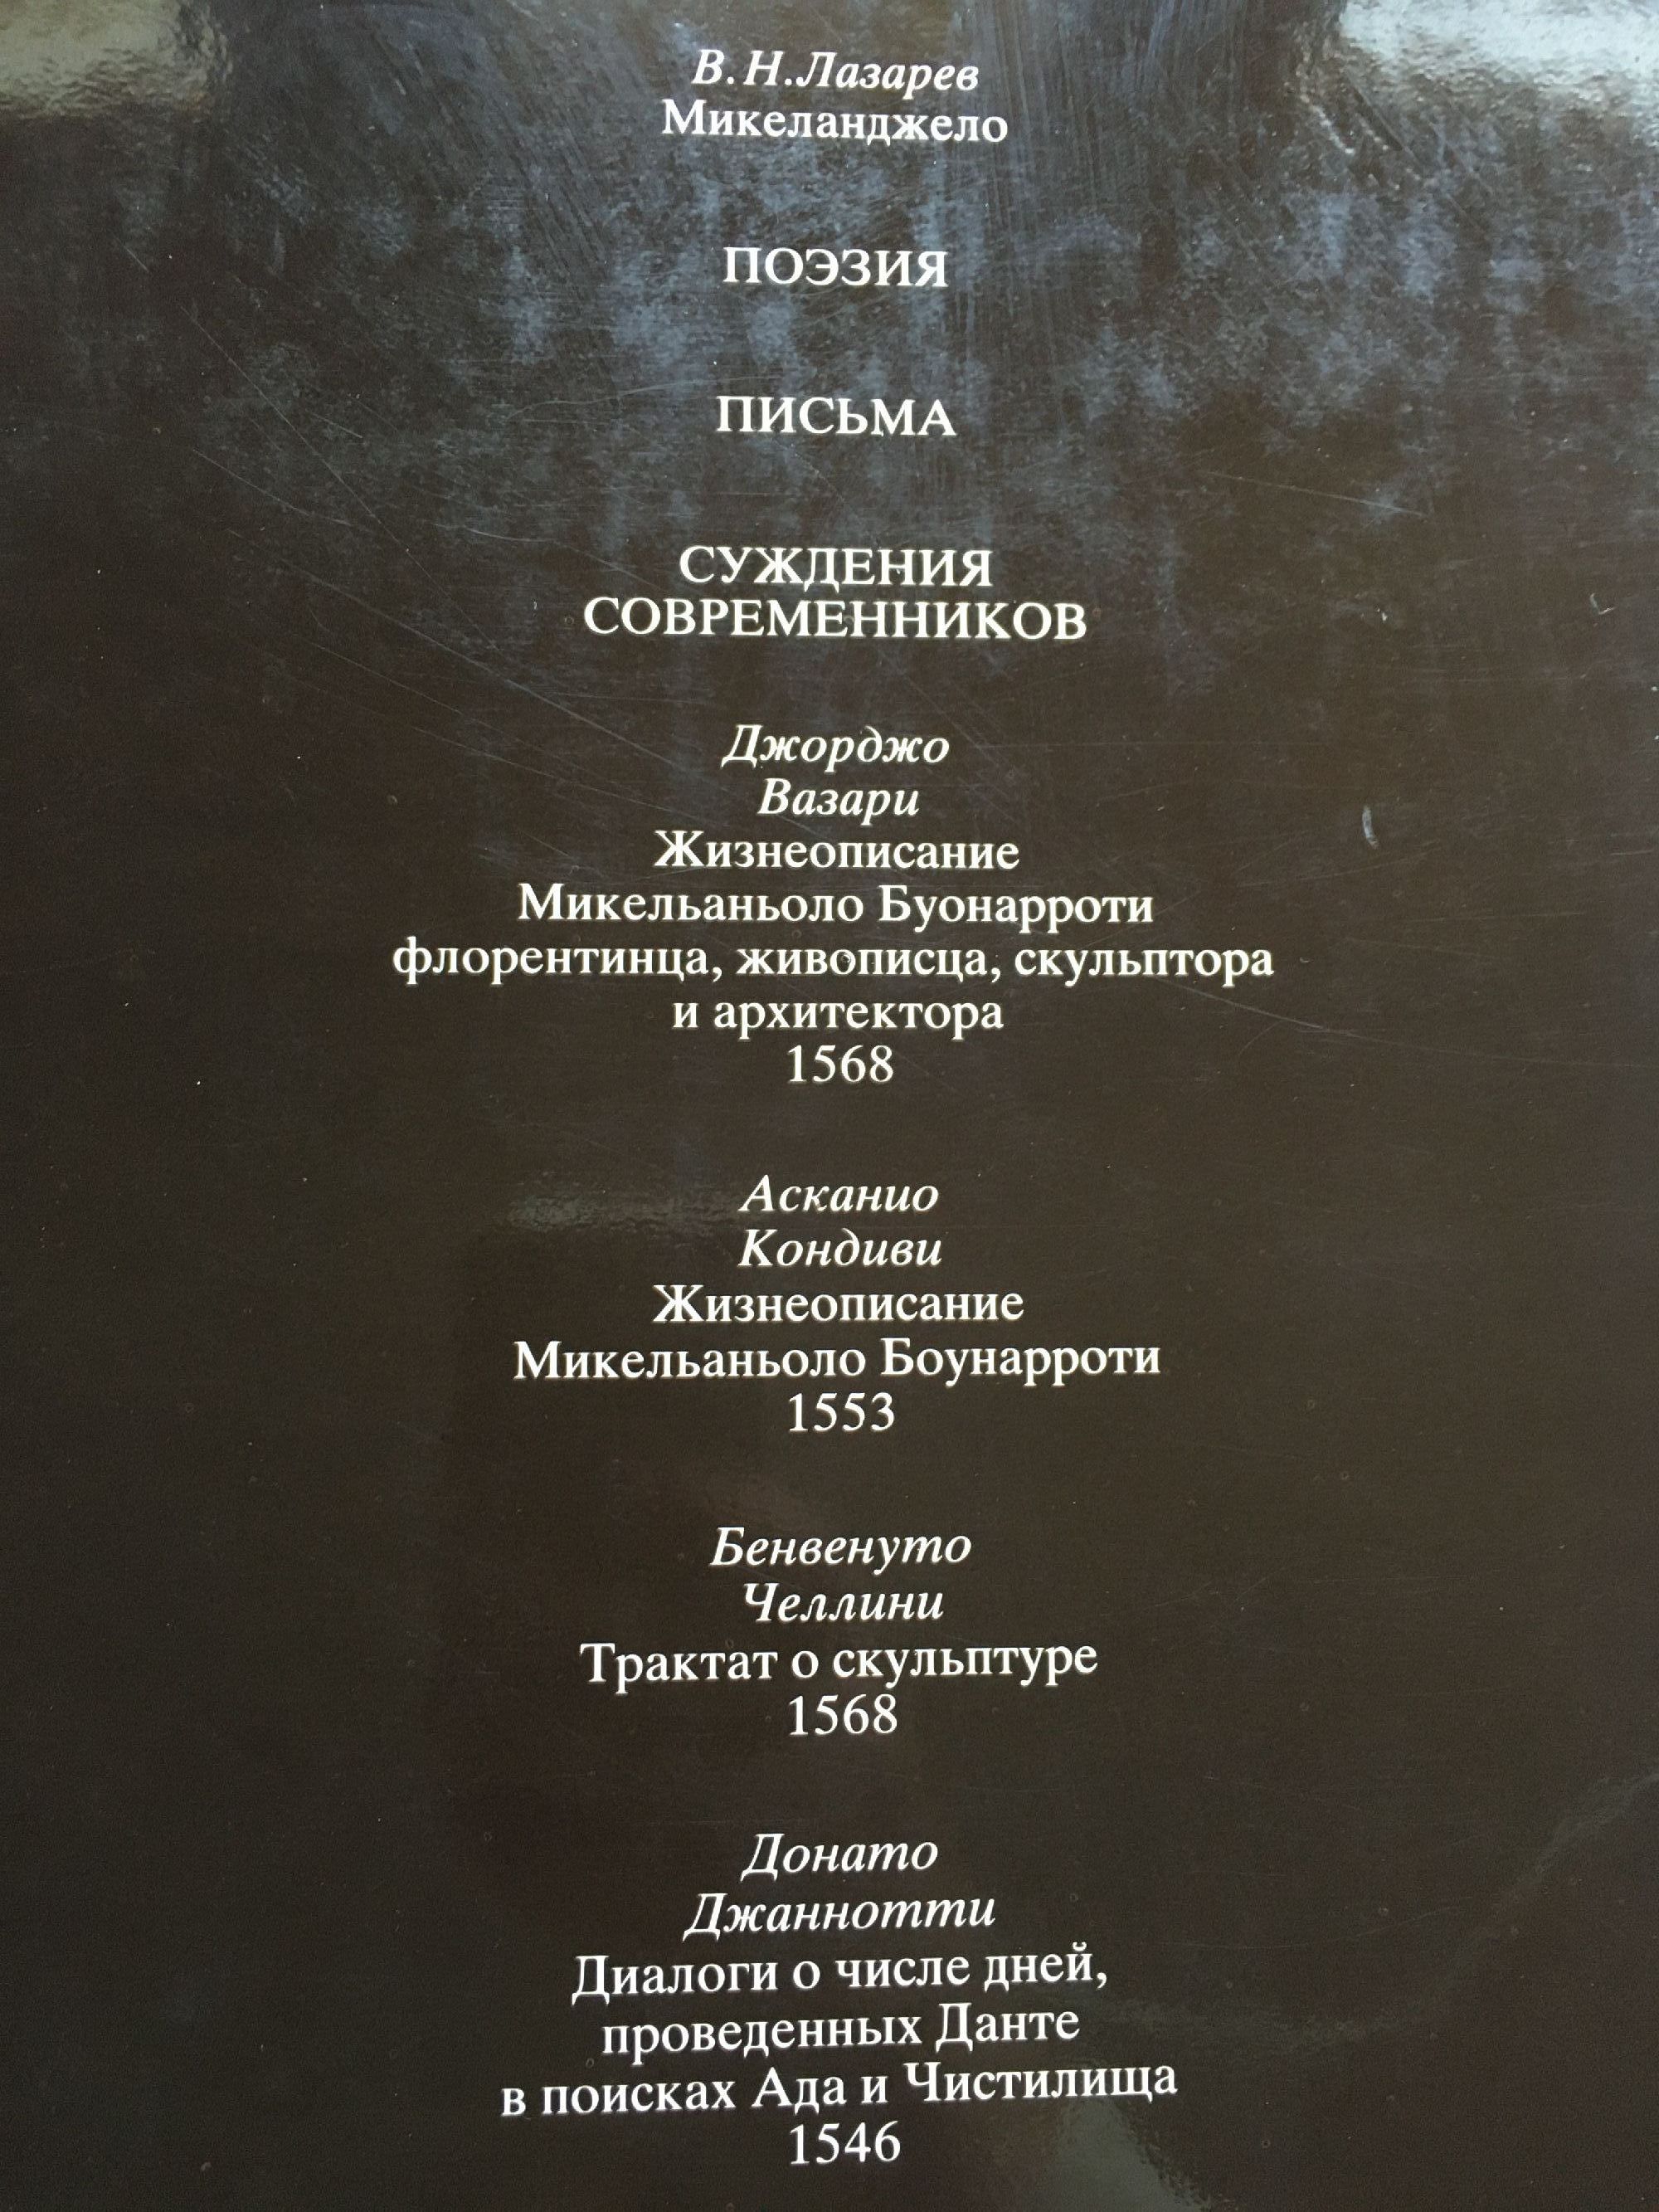 В. Н. Лазарев
Микеланджело
ПОЭЗИЯ
ПИСЬМА
СУЖДЕНИЯ
СОВРЕМЕННИКОВ
Джорджо
Вазари
Жизнеописание
Микельаньоло Буонарроти
флорентинца, живописца, скульптора
и архитектора
1568
Асканио
Кондиви
Жизнеописание
Микельаньоло Боунарроти
1553
Бенвенуто
Челлини
Трактат о скульптуре
1568
Донато
Джаннотти
Диалоги о числе дней,
проведенных Данте
в поисках Ада и Чистилища
1546